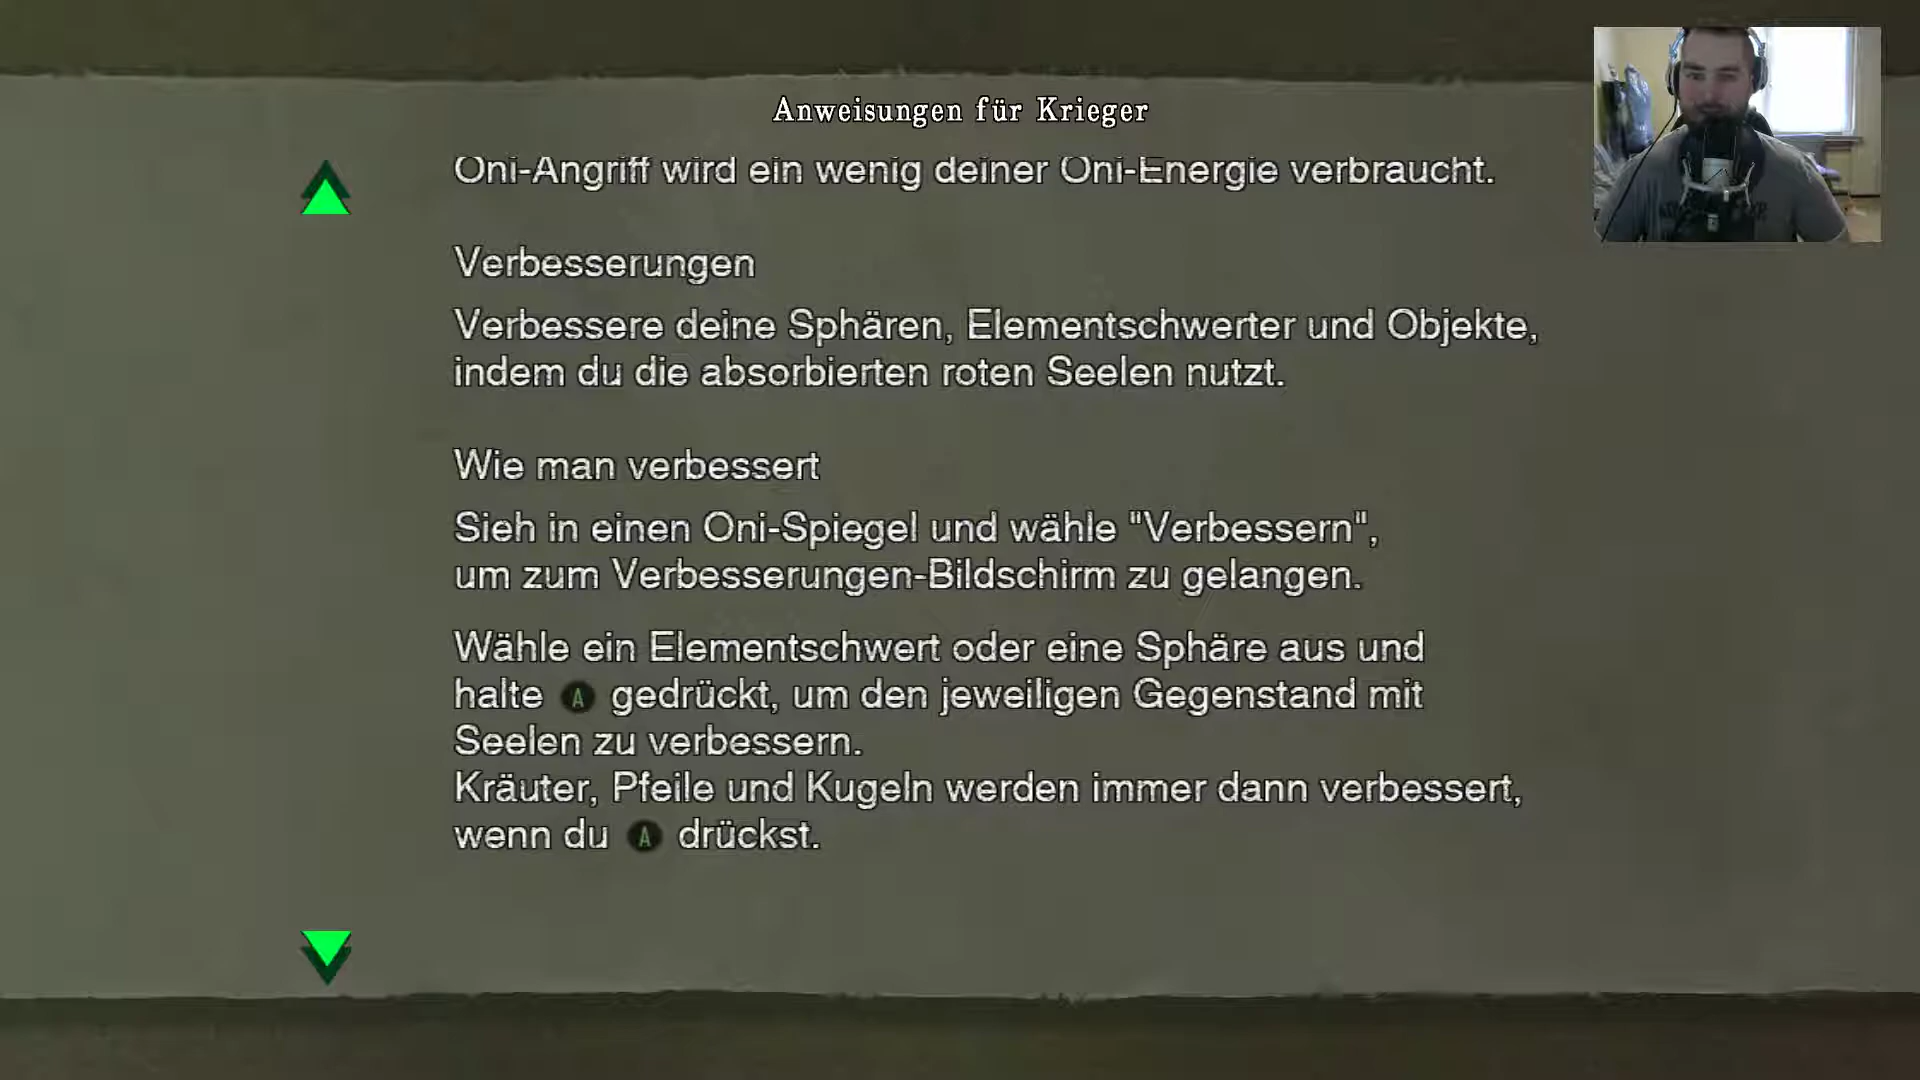 Anweisungen für Krieger
Oni-Angriff wird ein wenig deiner Oni-Energie verbraucht.
Verbesserungen
Verbessere deine Sphären, Elementschwerter und Objekte,
indem du die absorbierten roten Seelen nutzt.
Wie man verbessert
Sieh in einen Oni-Spiegel und wähle "Verbessern",
um zum Verbesserungen-Bildschirm zu gelangen.
Wähle ein Elementschwert oder eine Sphäre aus und
halte A gedrückt, um den jeweiligen Gegenstand mit
Seelen zu verbessern.
Kräuter, Pfeile und Kugeln werden immer dann verbessert,
wenn du A drückst.